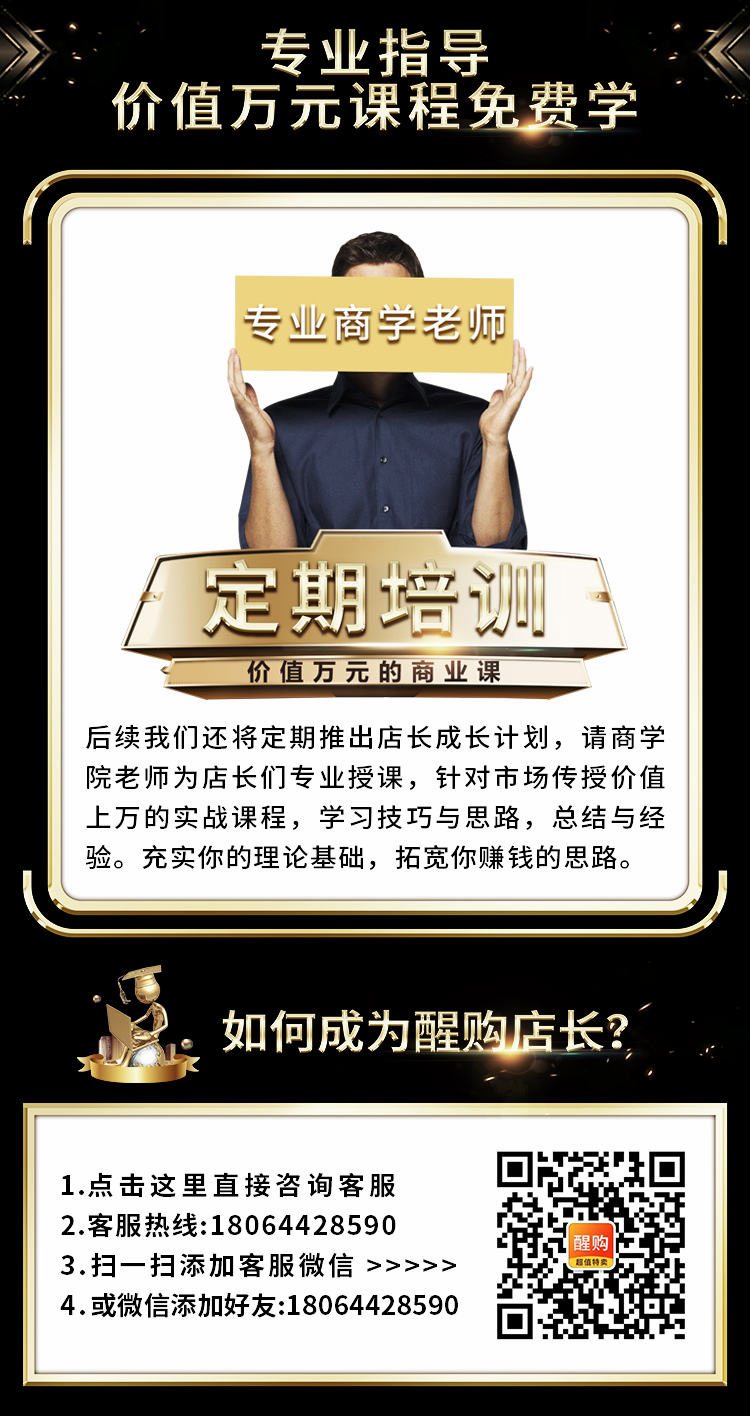 专业指导
价值万元课程免费学
专业商学老师
定期培训
价值万元的商业课
后续我们还将定期推出店长成长计划，请商学
院老师为店长们专业授课，针对市场传授价值
上万的实战课程，学习技巧与思路，总结与经
验。充实你的理论基础，拓宽你赚钱的思路。
如何成为醒购店长？
1.点击这里直接咨询客服
2.客服热线:18064428590
3.扫一扫添加客服微信 >>>>>
4.或微信添加好友:18064428590
醒购
超值特卖